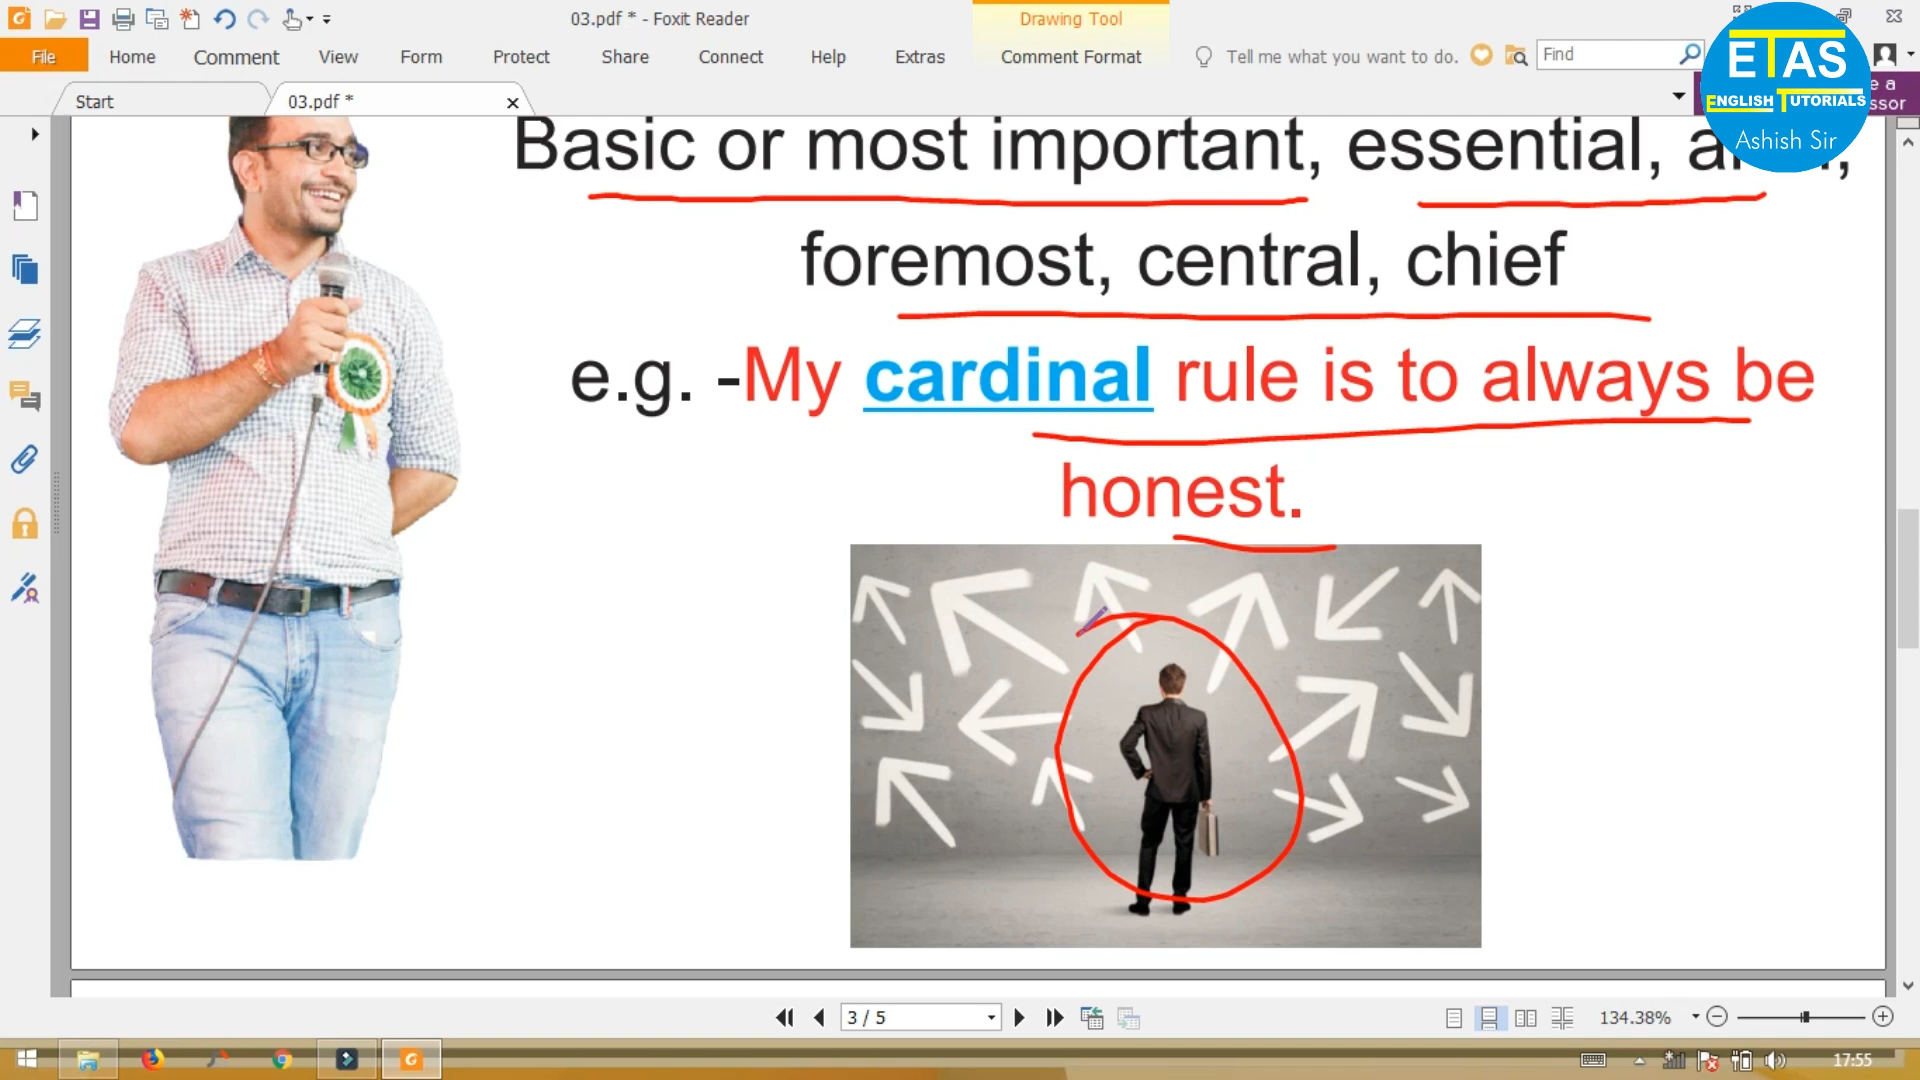 03.pdf * - Foxit Reader
Drawing Tool
File
Home
Comment
View
Form
Protect
Share
Connect
Help
Extras
Comment Format
Tell me what you want to do.
Find
Start
03.pdf *
e a
ssor
ETAS
ENGLISH TUTORIALS
Ashish Sir
Basic or most important, essential,
foremost, central, chief
e.g. -My cardinal rule is to always be
honest.
3 / 5
134.38%
17:55